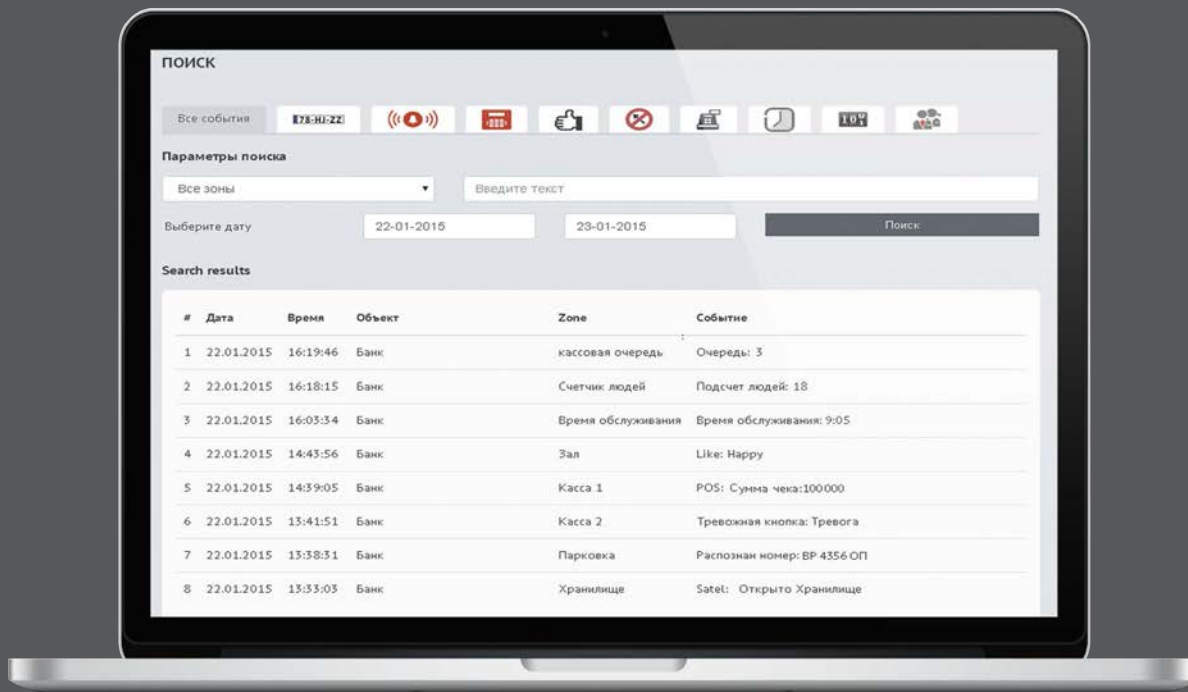 ПОИСК
Все события 78-HJ-ZZ
Параметры поиска
Все зоны Введите текст
Выберите дату 22-01-2015 23-01-2015 Поиск
Search results
# Дата Время Объект Zone Событие
1 22.01.2015 16:19:46 Банк кассовая очередь Очередь: 3
2 22.01.2015 16:18:15 Банк Счетчик людей Подсчет людей: 18
3 22.01.2015 16:03:34 Банк Время обслуживания Время обслуживания: 9:05
4 22.01.2015 14:43:56 Банк Зал Like: Happy
5 22.01.2015 14:39:05 Банк Касса 1 POS: Сумма чека:100000
6 22.01.2015 13:41:51 Банк Касса 2 Тревожная кнопка: Тревога
7 22.01.2015 13:38:31 Банк Парковка Распознан номер: ВР 4356 ОП
8 22.01.2015 13:33:03 Банк Хранилище Satel: Открыто Хранилище